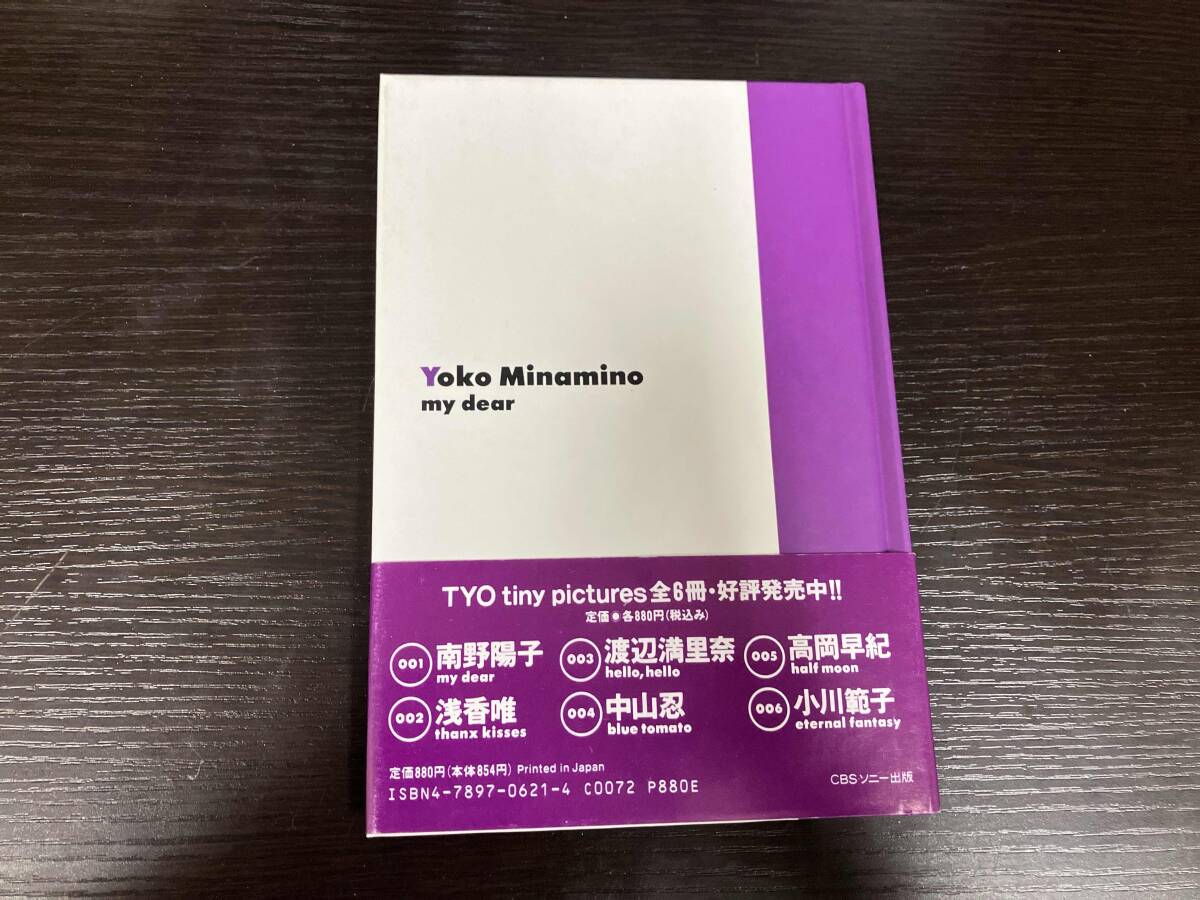 Yoko Minamino
my dear
TYO tiny pictures全6冊・好評発売中!!
定価●各880円(税込み)
001 南野陽子
my dear
002 浅香唯
thanx kisses
003 渡辺満里奈
hello, hello
004 中山忍
blue tomato
005 高岡早紀
half moon
006 小川範子
eternal fantasy
定価880円(本体854円) Printed in Japan
ISBN4-7897-0621-4 C0072 P880E
CBSソニー出版